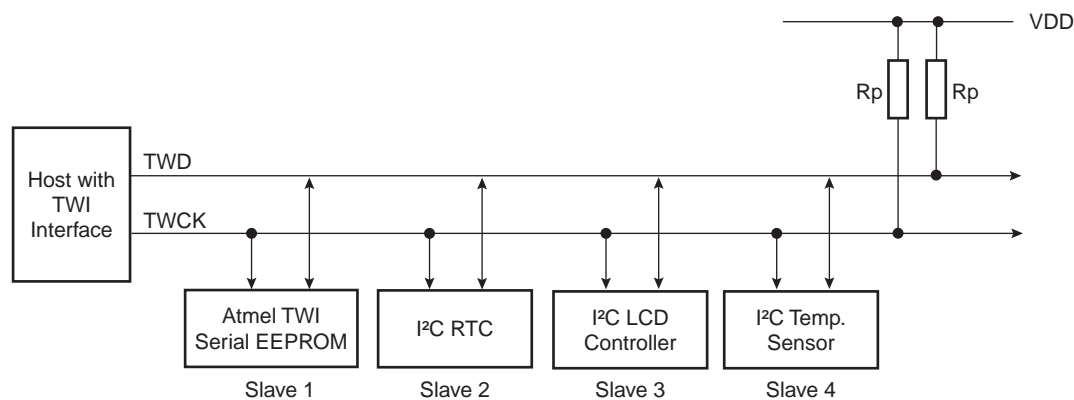 VDD
Rp
Rp
Host with
TWI
Interface
TWD
TWCK
Atmel TWI
Serial EEPROM
I²C RTC
I²C LCD
Controller
I²C Temp.
Sensor
Slave 1
Slave 2
Slave 3
Slave 4